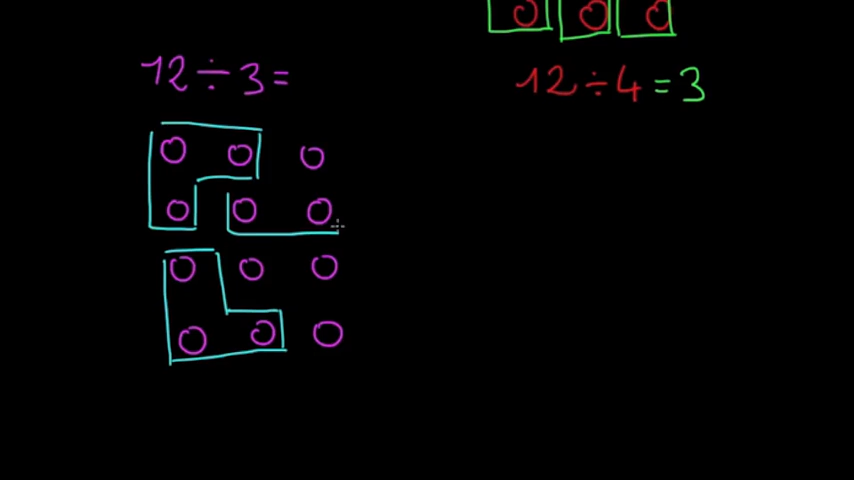 12 ÷ 3 =
12 ÷ 4 = 3